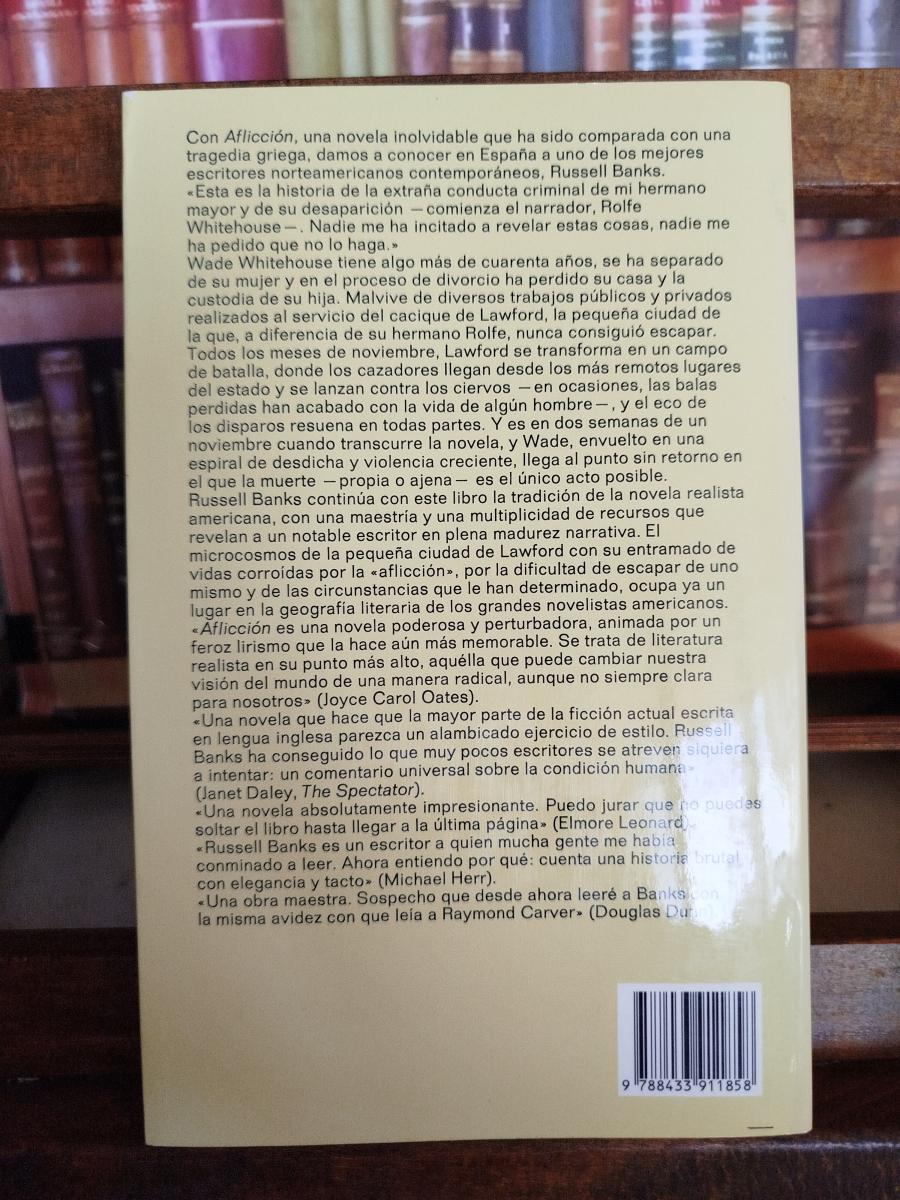 Con Aflicción, una novela inolvidable que ha sido comparada con una
tragedia griega, damos a conocer en España a uno de los mejores
escritores norteamericanos contemporáneos, Russell Banks.
«Esta es la historia de la extraña conducta criminal de mi hermano
mayor y de su desaparición —comienza el narrador, Rolfe
Whitehouse—. Nadie me ha incitado a revelar estas cosas, nadie me
ha pedido que no lo haga.»
Wade Whitehouse tiene algo más de cuarenta años, se ha separado
de su mujer y en el proceso de divorcio ha perdido su casa y la
custodia de su hija. Malvive de diversos trabajos públicos y privados
realizados al servicio del cacique de Lawford, la pequeña ciudad de
la que, a diferencia de su hermano Rolfe, nunca consiguió escapar.
Todos los meses de noviembre, Lawford se transforma en un campo
de batalla, donde los cazadores llegan desde los más remotos lugares
del estado y se lanzan contra los ciervos —en ocasiones, las balas
perdidas han acabado con la vida de algún hombre—, y el eco de
los disparos resuena en todas partes. Y es en dos semanas de un
noviembre cuando transcurre la novela, y Wade, envuelto en una
espiral de desdicha y violencia creciente, llega al punto sin retorno en
el que la muerte —propia o ajena— es el único acto posible.
Russell Banks continúa con este libro la tradición de la novela realista
americana, con una maestría y una multiplicidad de recursos que
revelan a un notable escritor en plena madurez narrativa. El
microcosmos de la pequeña ciudad de Lawford con su entramado de
vidas corroídas por la «aflicción», por la dificultad de escapar de uno
mismo y de las circunstancias que le han determinado, ocupa ya un
lugar en la geografía literaria de los grandes novelistas americanos.
«Aflicción es una novela poderosa y perturbadora, animada por un
feroz lirismo que la hace aún más memorable. Se trata de literatura
realista en su punto más alto, aquélla que puede cambiar nuestra
visión del mundo de una manera radical, aunque no siempre clara
para nosotros» (Joyce Carol Oates).
«Una novela que hace que la mayor parte de la ficción actual escrita
en lengua inglesa parezca un alambicado ejercicio de estilo. Russell
Banks ha conseguido lo que muy pocos escritores se atreven siquiera
a intentar: un comentario universal sobre la condición humana»
(Janet Daley, The Spectator).
«Una novela absolutamente impresionante. Puedo jurar que no puedes
soltar el libro hasta llegar a la última página» (Elmore Leonard).
«Russell Banks es un escritor a quien mucha gente me había
conminado a leer. Ahora entiendo por qué: cuenta una historia brutal
con elegancia y tacto» (Michael Herr).
«Una obra maestra. Sospecho que desde ahora leeré a Banks con
la misma avidez con que leía a Raymond Carver» (Douglas
9 788433 911858